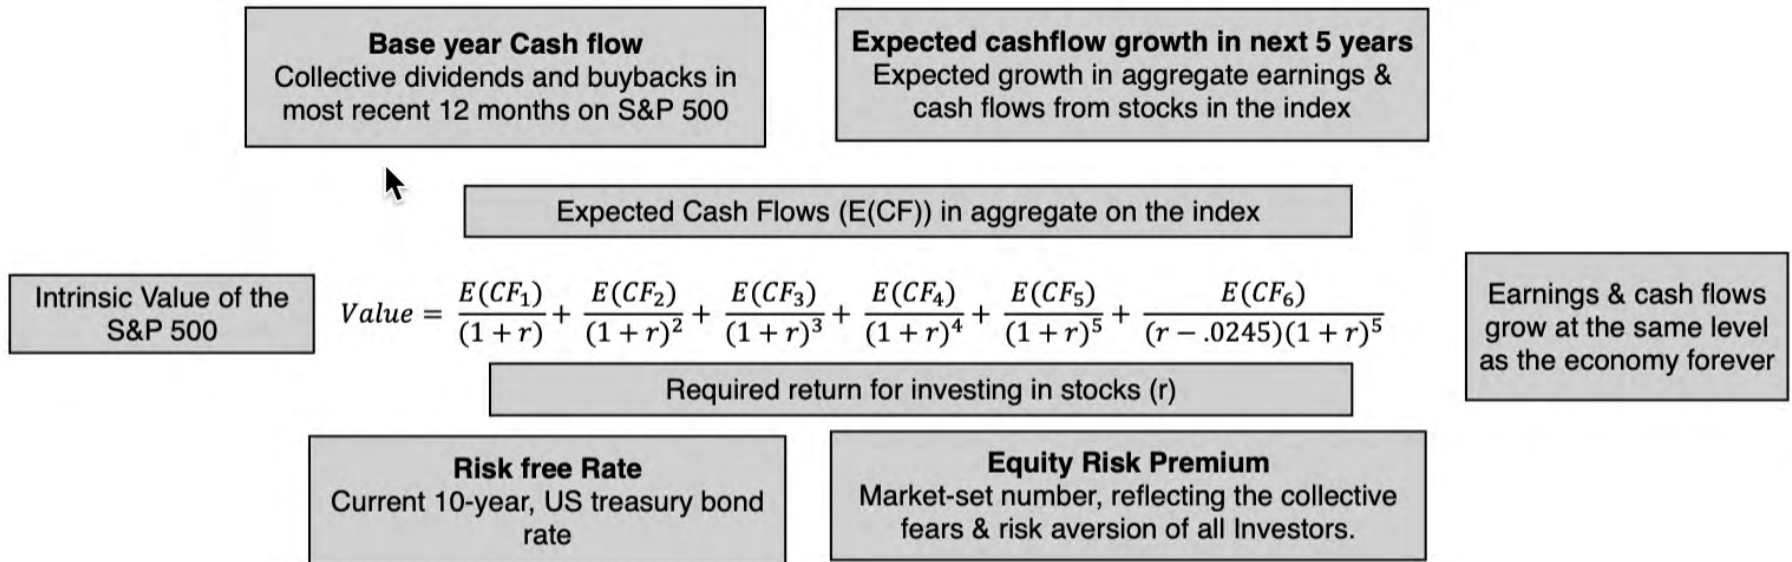 Base year Cash flow
Collective dividends and buybacks in
most recent 12 months on S&P 500
Expected cashflow growth in next 5 years
Expected growth in aggregate earnings &
cash flows from stocks in the index
Expected Cash Flows (E(CF)) in aggregate on the index
Intrinsic Value of the
S&P 500
Value = E(CF₁)/(1 + r) + E(CF₂)/(1 + r)² + E(CF₃)/(1 + r)³ + E(CF₄)/(1 + r)⁴ + E(CF₅)/(1 + r)⁵ + E(CF₆)/(r − .0245)(1 + r)⁵
Earnings & cash flows
grow at the same level
as the economy forever
Required return for investing in stocks (r)
Risk free Rate
Current 10-year, US treasury bond
rate
Equity Risk Premium
Market-set number, reflecting the collective
fears & risk aversion of all Investors.